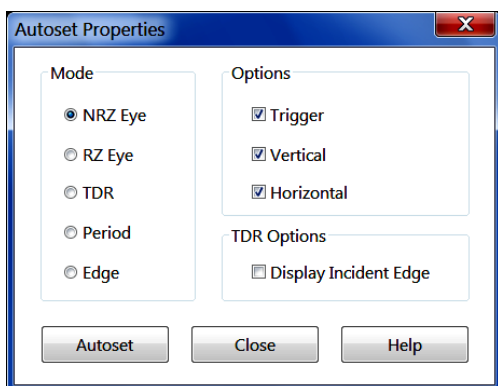 Autoset Properties
Mode
NRZ Eye
RZ Eye
TDR
Period
Edge
Options
Trigger
Vertical
Horizontal
TDR Options
Display Incident Edge
Autoset
Close
Help